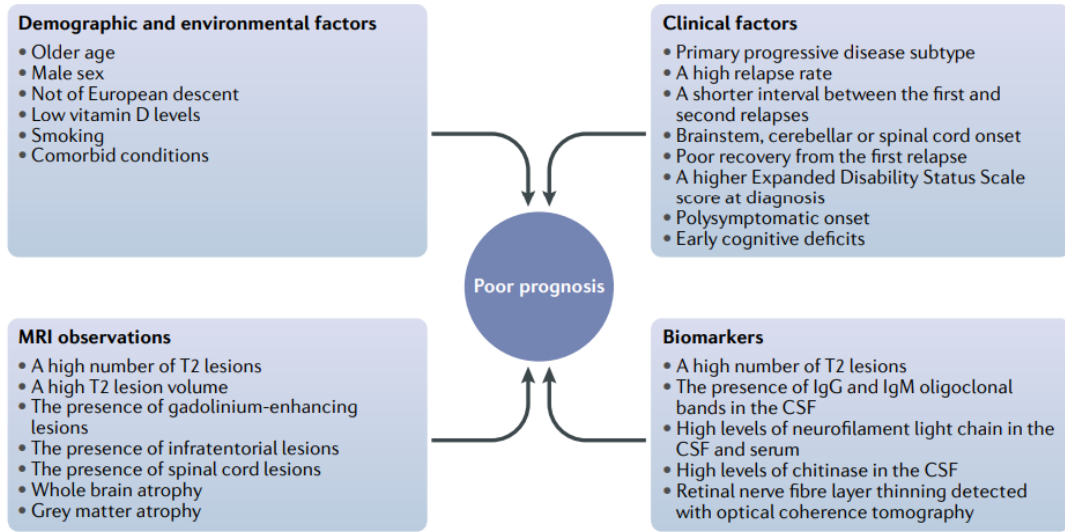 Demographic and environmental factors
• Older age
• Male sex
• Not of European descent
• Low vitamin D levels
• Smoking
• Comorbid conditions
Clinical factors
• Primary progressive disease subtype
• A high relapse rate
• A shorter interval between the first and
second relapses
• Brainstem, cerebellar or spinal cord onset
• Poor recovery from the first relapse
• A higher Expanded Disability Status Scale
score at diagnosis
• Polysymptomatic onset
• Early cognitive deficits
Poor prognosis
MRI observations
• A high number of T2 lesions
• A high T2 lesion volume
• The presence of gadolinium-enhancing
lesions
• The presence of infratentorial lesions
• The presence of spinal cord lesions
• Whole brain atrophy
• Grey matter atrophy
Biomarkers
• A high number of T2 lesions
• The presence of IgG and IgM oligoclonal
bands in the CSF
• High levels of neurofilament light chain in the
CSF and serum
• High levels of chitinase in the CSF
• Retinal nerve fibre layer thinning detected
with optical coherence tomography